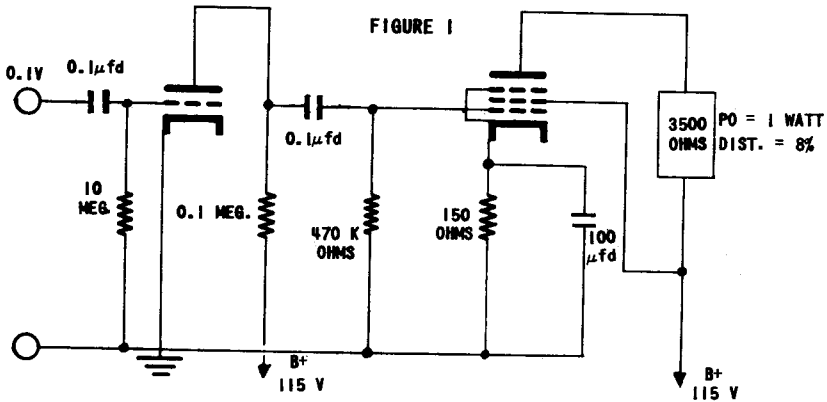 FIGURE 1
0.1V
0.1μfd
10
MEG.
0.1 MEG.
0.1μfd
470 K
OHMS
150
OHMS
100
μfd
3500
OHMS
PO = 1 WATT
DIST. = 8%
B+
115 V
B+
115 V